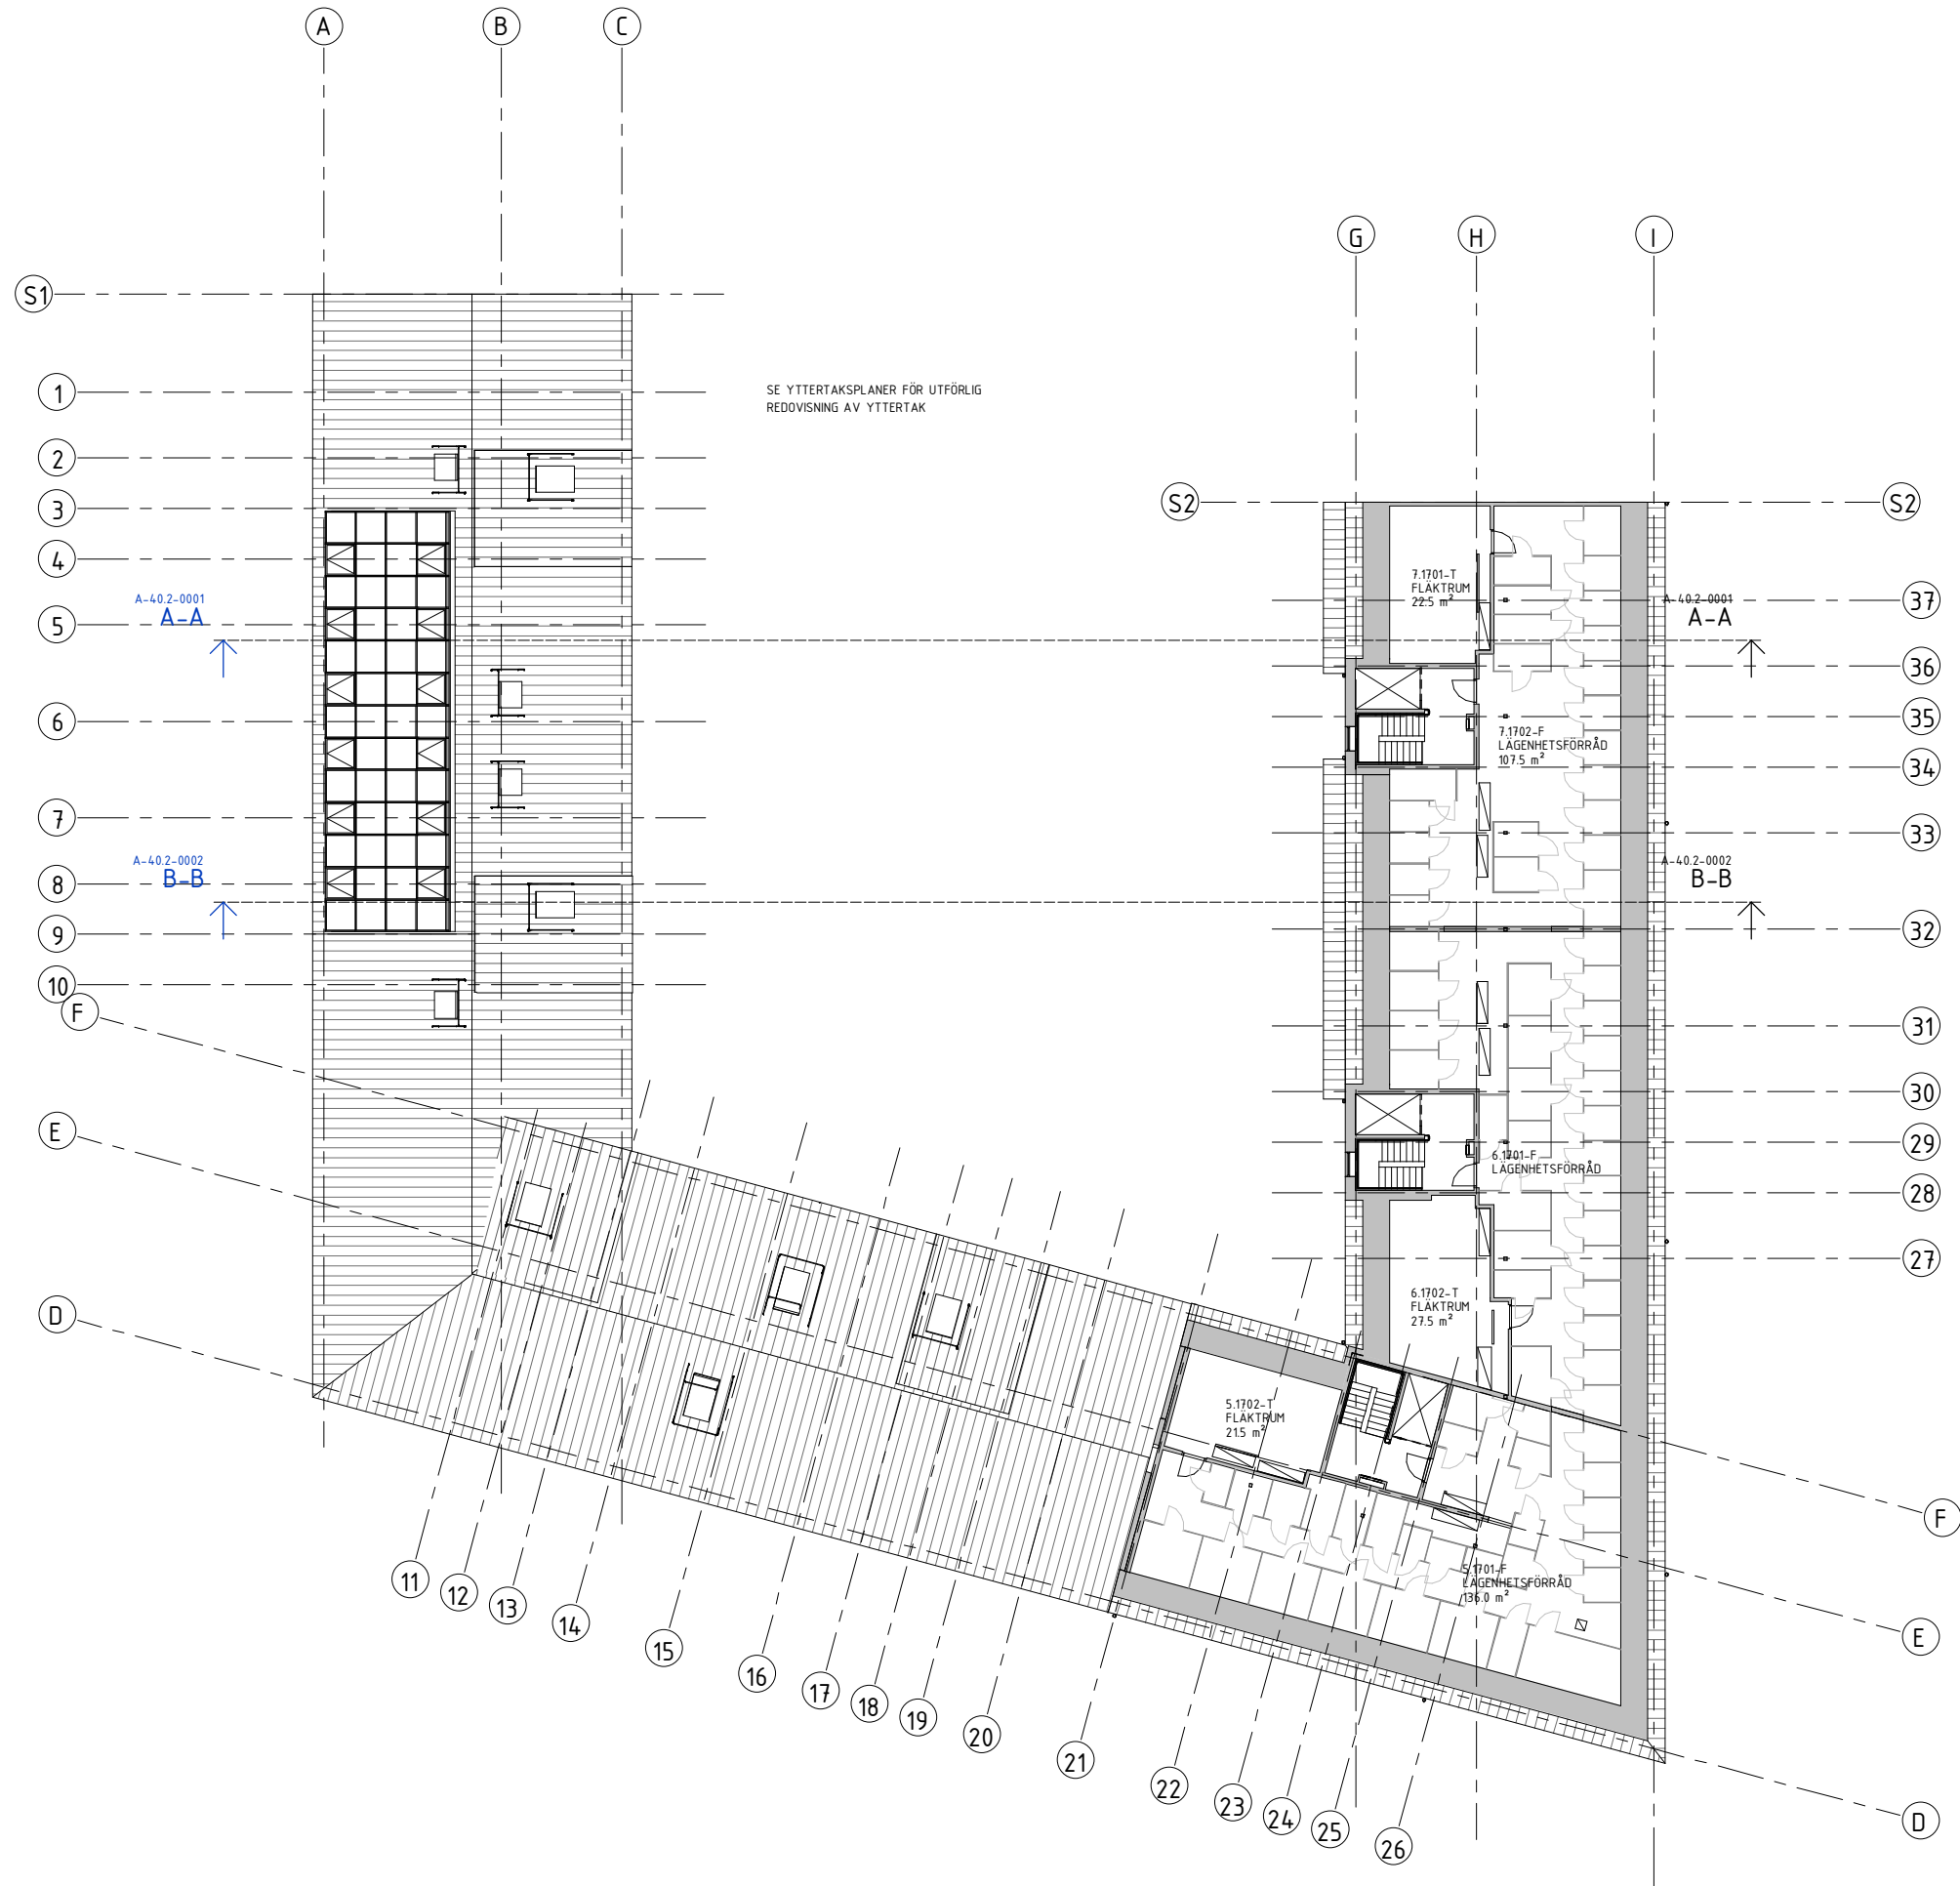 A
B
C
G
H
I
S1
S2
S2
1
2
3
4
5
6
7
8
9
10
F
E
D
SE YTTERTAKSPLANER FÖR UTFÖRLIG
REDOVISNING AV YTTERTAK
A-40.2-0001
A-A
A-40.2-0002
B-B
A-40.2-0001
A-A
A-40.2-0002
B-B
7.1701-T
FLÄKTRUM
22.5 m²
7.1702-F
LÄGENHETSFÖRRÅD
107.5 m²
6.1701-F
LÄGENHETSFÖRRÅD
6.1702-T
FLÄKTRUM
27.5 m²
5.1702-T
FLÄKTRUM
21.5 m²
5.1701-F
LÄGENHETSFÖRRÅD
136.0 m²
37
36
35
34
33
32
31
30
29
28
27
F
E
D
11
12
13
14
15
16
17
18
19
20
21
22
23
24
25
26